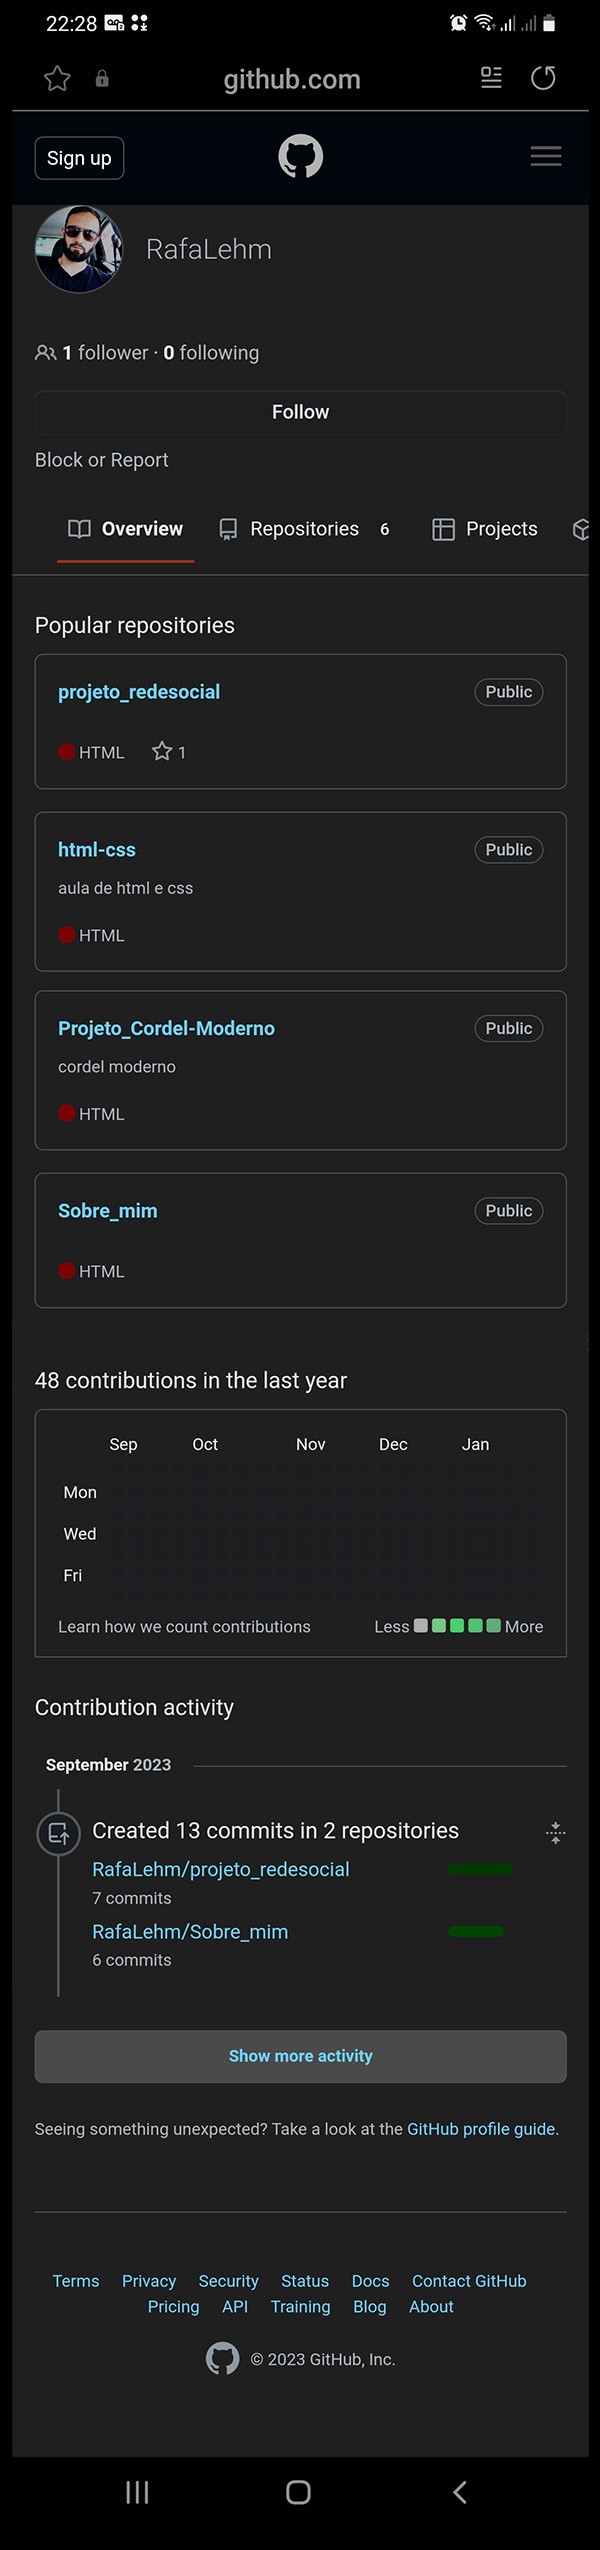 22:28
github.com
Sign up
RafaLehm
1 follower · 0 following
Follow
Block or Report
Overview Repositories 6 Projects
Popular repositories
projeto_redesocial Public
HTML 1
html-css Public
aula de html e css
HTML
Projeto_Cordel-Moderno Public
cordel moderno
HTML
Sobre_mim Public
HTML
48 contributions in the last year
Sep Oct Nov Dec Jan
Mon
Wed
Fri
Learn how we count contributions Less More
Contribution activity
September 2023
Created 13 commits in 2 repositories
RafaLehm/projeto_redesocial
7 commits
RafaLehm/Sobre_mim
6 commits
Show more activity
Seeing something unexpected? Take a look at the GitHub profile guide.
Terms Privacy Security Status Docs Contact GitHub
Pricing API Training Blog About
© 2023 GitHub, Inc.